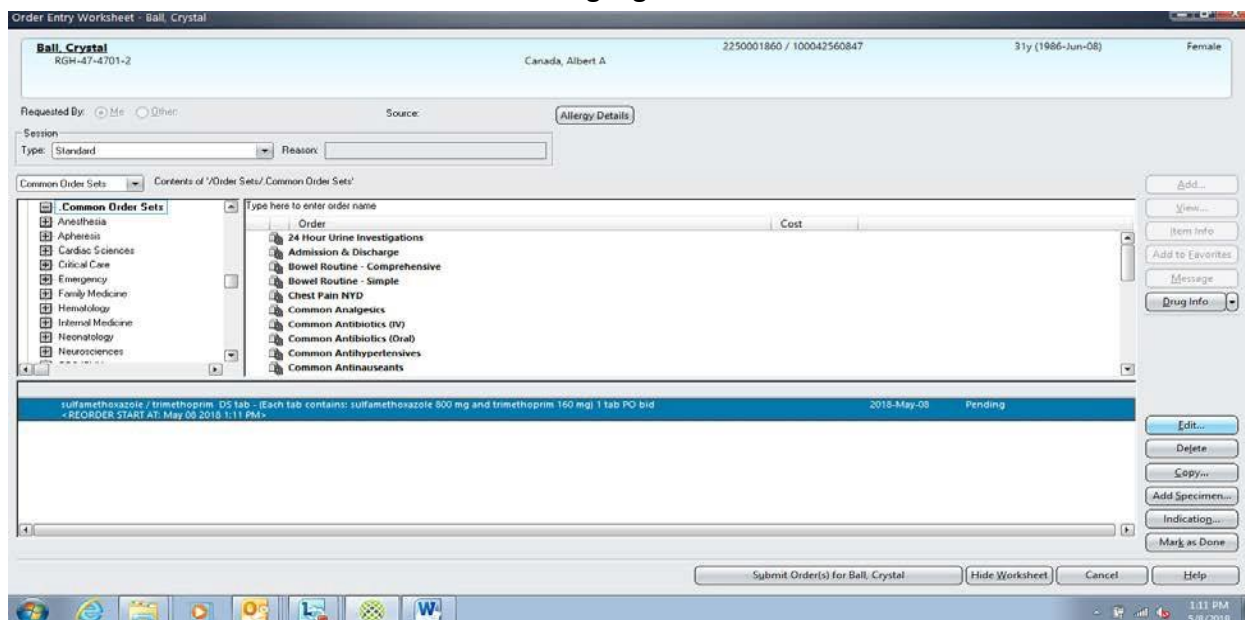 Order Entry Worksheet - Ball, Crystal
Ball, Crystal
2250001860 / 100042560847
31y (1986-Jun-08)
Female
RGH-47-4701-2
Canada, Albert A
Requested By: Me Other:
Source:
Allergy Details
Session
Type: Standard
Reason:
Common Order Sets
Contents of '/Order Sets/.Common Order Sets'
Add...
.Common Order Sets
Type here to enter order name
View...
Anesthesia
Order
Cost
Item Info
Apheresis
24 Hour Urine Investigations
Cardiac Sciences
Admission & Discharge
Add to Favorites
Critical Care
Bowel Routine - Comprehensive
Emergency
Bowel Routine - Simple
Message
Family Medicine
Chest Pain NYD
Hematology
Common Analgesics
Drug Info
Internal Medicine
Common Antibiotics (IV)
Neonatology
Common Antibiotics (Oral)
Neurosciences
Common Antihypertensives
Common Antinauseants
sulfamethoxazole / trimethoprim DS tab - (Each tab contains: sulfamethoxazole 800 mg and trimethoprim 160 mg) 1 tab PO bid
2018-May-08
Pending
<REORDER START AT: May 08 2018 1:11 PM>
Edit...
Delete
Copy...
Add Specimen...
Indication...
Mark as Done
Submit Order(s) for Ball, Crystal
Hide Worksheet
Cancel
Help
1:11 PM
5/8/2018